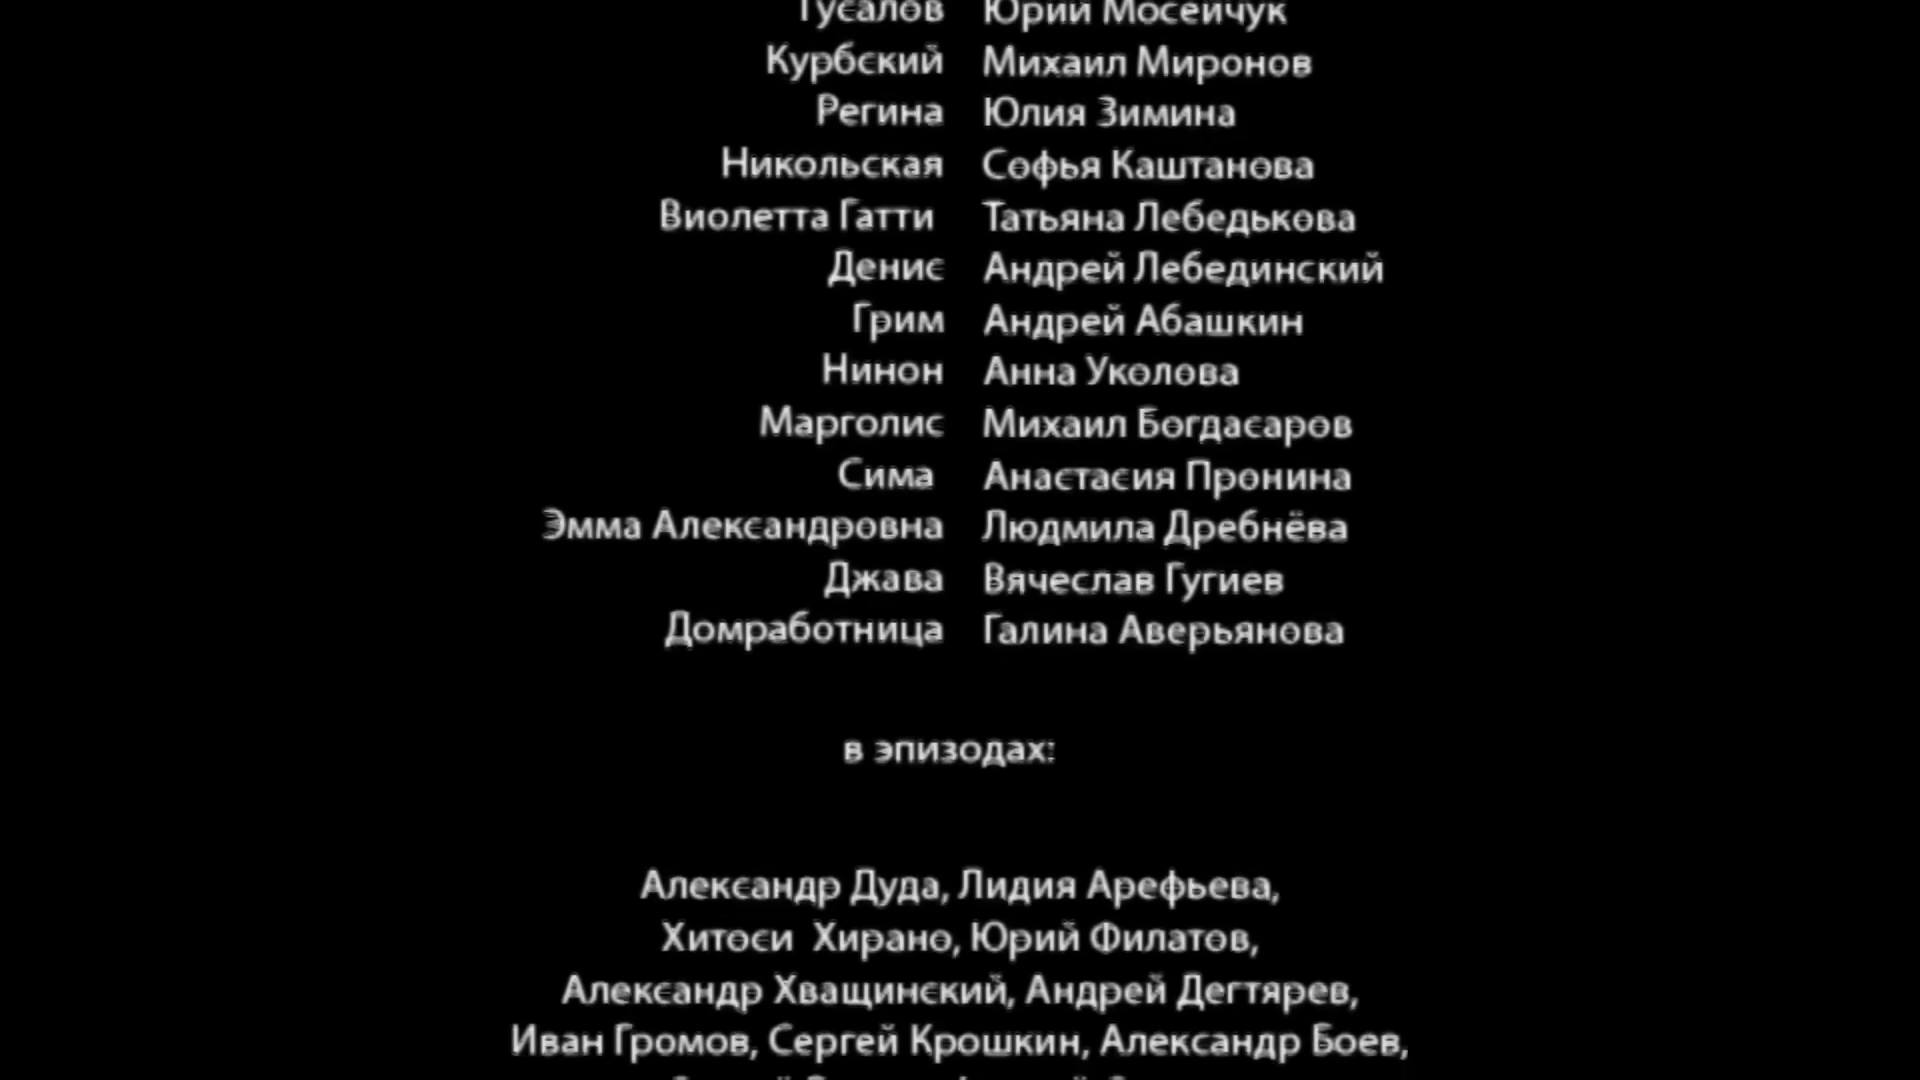 Юрий Мосейчук
Курбский Михаил Миронов
Регина Юлия Зимина
Никольская Софья Каштанова
Виолетта Гатти Татьяна Лебедькова
Денис Андрей Лебединский
Грим Андрей Абашкин
Нинон Анна Уколова
Марголис Михаил Богдасаров
Сима Анастасия Пронина
Эмма Александровна Людмила Дребнёва
Джава Вячеслав Гугиев
Домработница Галина Аверьянова
в эпизодах:
Александр Дуда, Лидия Арефьева,
Хитоси Хирано, Юрий Филатов,
Александр Хващинский, Андрей Дегтярев,
Иван Громов, Сергей Крошкин, Александр Боев,